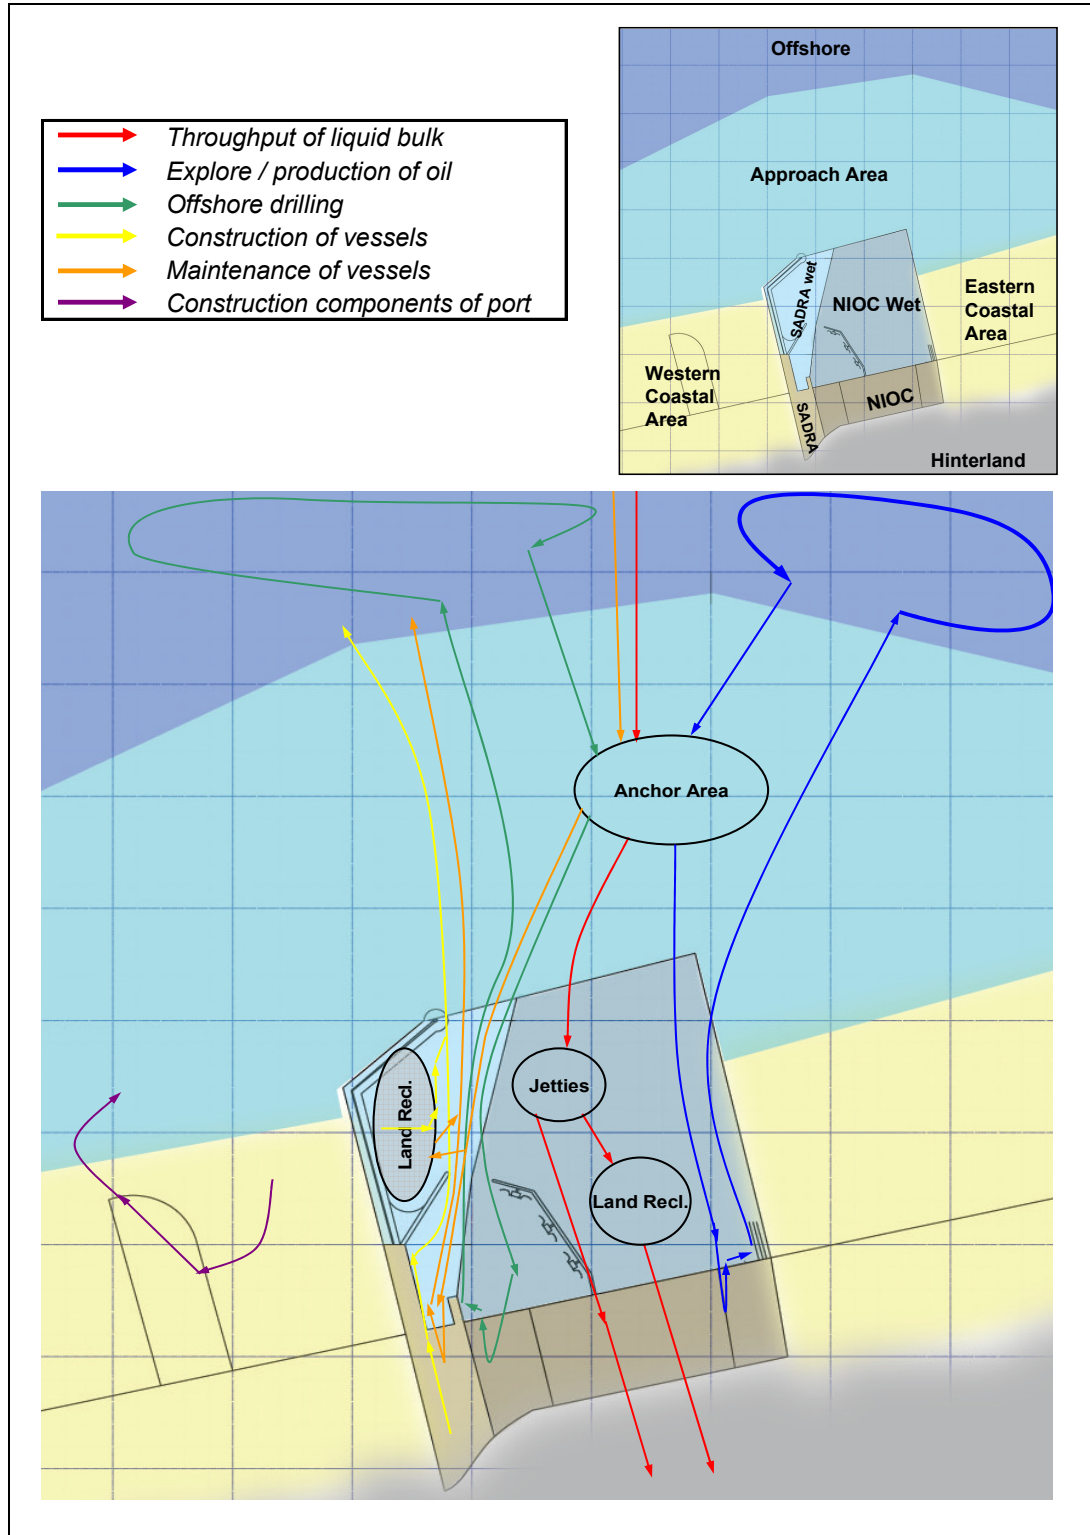 Throughput of liquid bulk
Explore / production of oil
Offshore drilling
Construction of vessels
Maintenance of vessels
Construction components of port
Offshore
Approach Area
SADRA wet
NIOC Wet
Eastern
Coastal
Area
Western
Coastal
Area
SADRA
NIOC
Hinterland
Anchor Area
Land Recl.
Jetties
Land Recl.